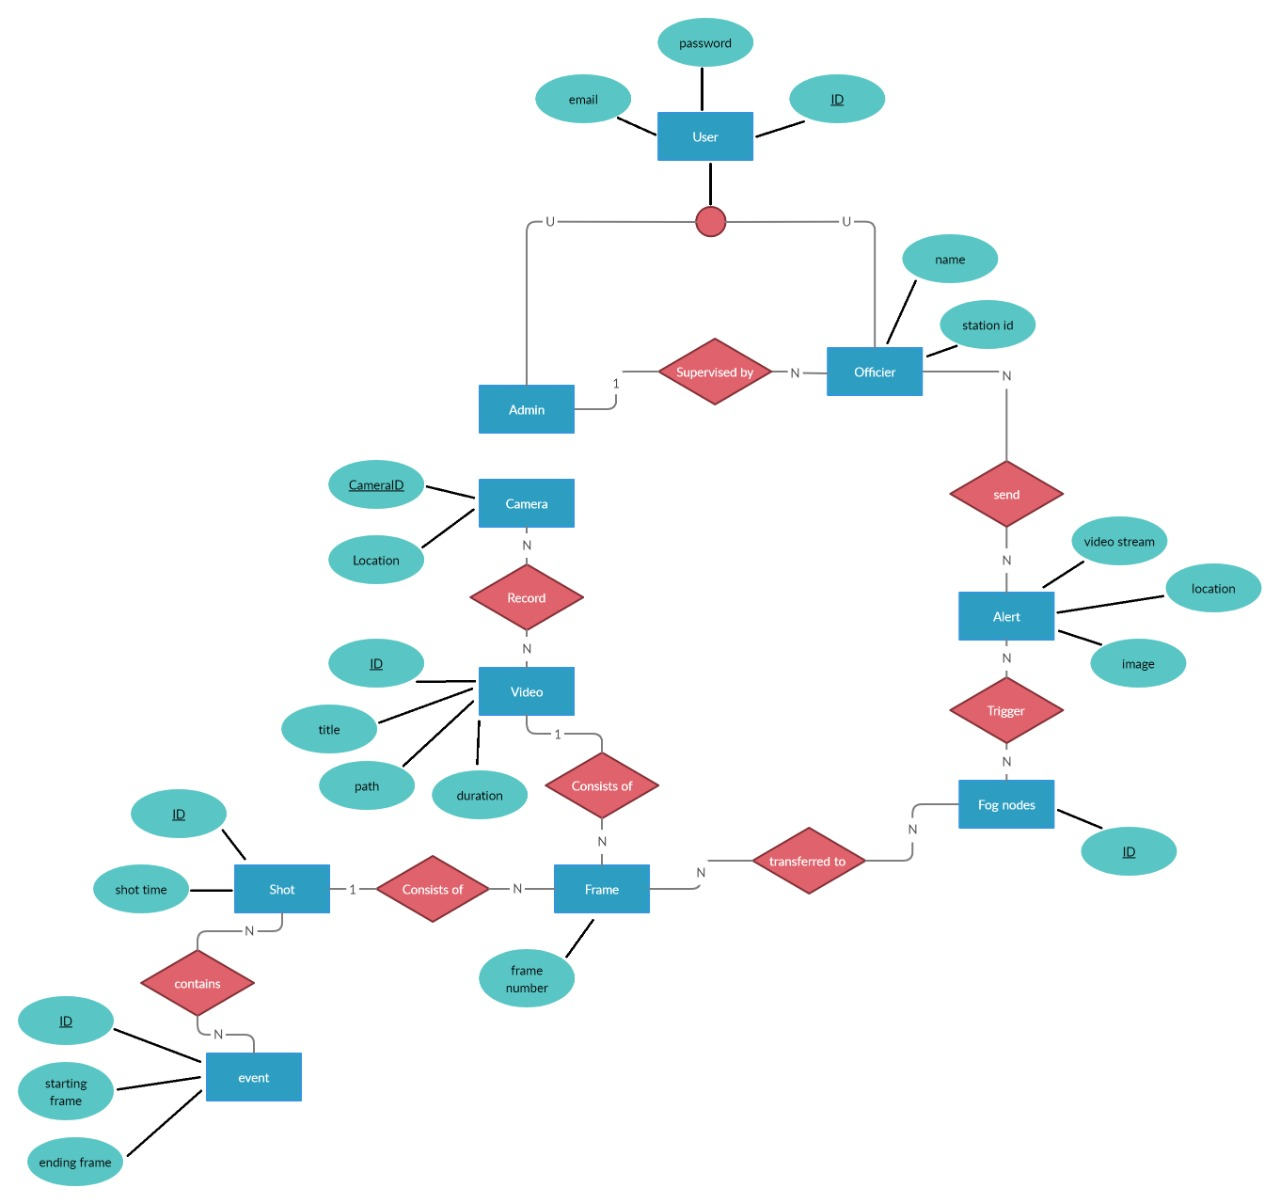 password
email
ID
User
U
U
name
station id
Supervised by
N
Officier
N
1
Admin
CameraID
Camera
send
N
Location
video stream
N
location
Record
Alert
N
N
ID
image
Video
Trigger
title
1
N
path
duration
Consists of
Fog nodes
ID
N
N
ID
transferred to
N
shot time
Shot
1
Consists of
N
Frame
N
contains
frame
number
ID
N
event
starting
frame
ending frame